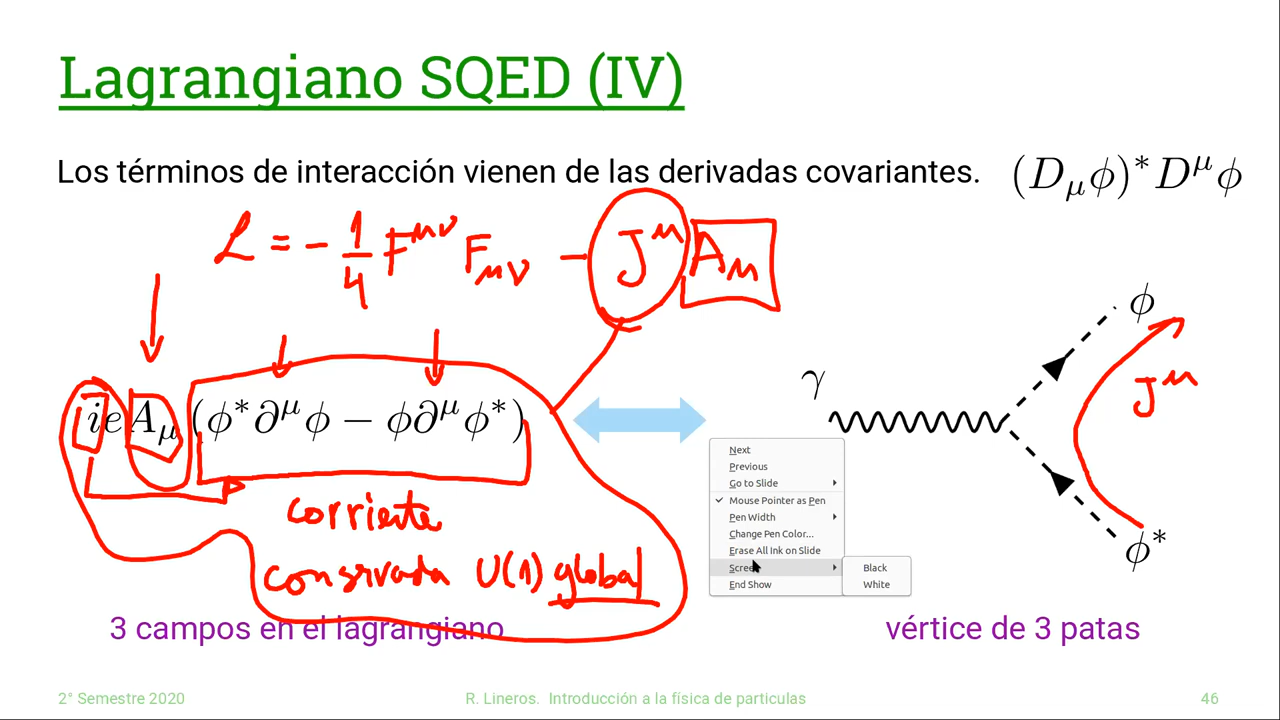 Lagrangiano SQED (IV)
Los términos de interacción vienen de las derivadas covariantes. (D_μϕ)*D^μϕ
ℒ = - 1/4 F^μν F_μν - J^μ A_μ
ϕ
γ
J^μ
ieA_μ(ϕ*∂^μϕ − ϕ∂^μϕ*)
Next
Previous
Go to Slide
Mouse Pointer as Pen
Pen Width
Change Pen Color...
Erase All Ink on Slide
End Show
Black
White
corriente
ϕ*
conservada U(1) global
3 campos en el lagrangiano
vértice de 3 patas
2° Semestre 2020
R. Lineros. Introducción a la física de particulas
46